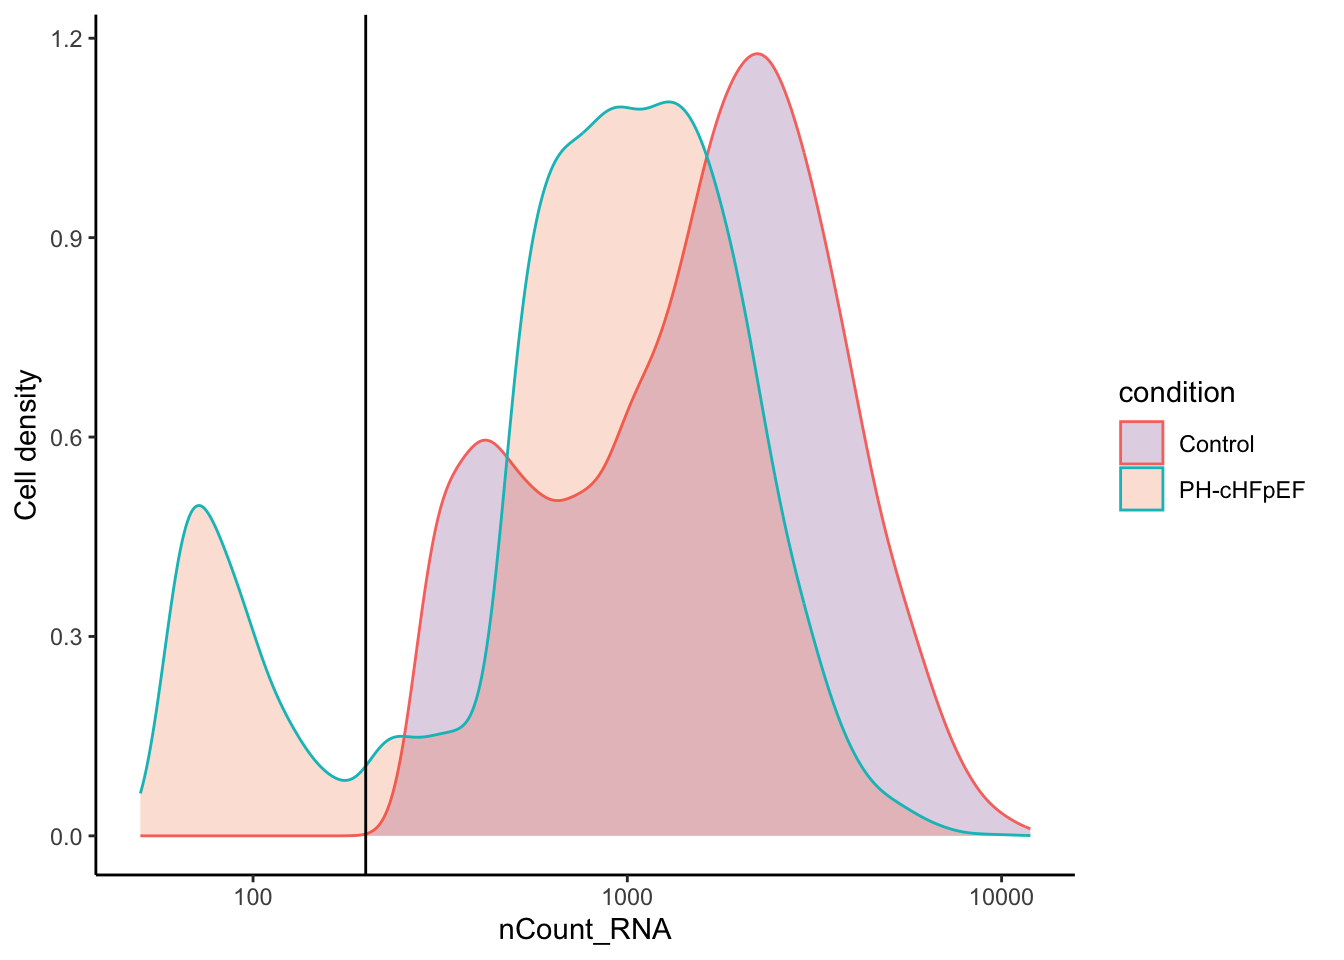 1.2
0.9
0.6
0.3
0.0
Cell density
100
1000
10000
nCount_RNA
condition
Control
PH-cHFpEF